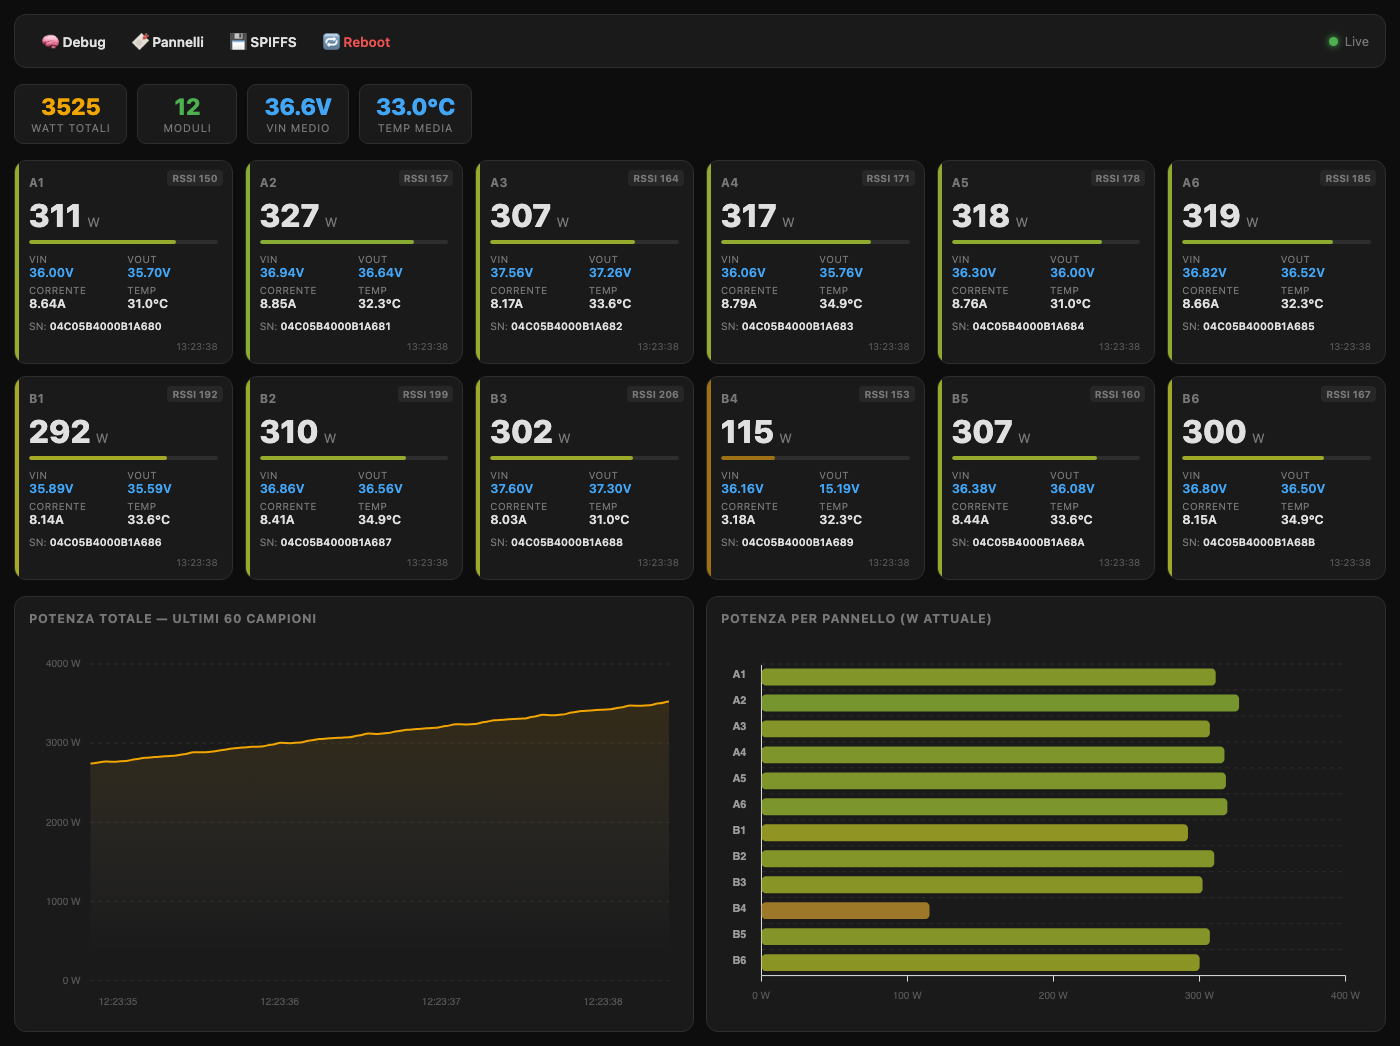 🧠 Debug 🏷️ Pannelli 💾 SPIFFS 🔁 Reboot Live
3525
WATT TOTALI
12
MODULI
36.6V
VIN MEDIO
33.0°C
TEMP MEDIA
A1 RSSI 150
311 W
VIN VOUT
36.00V 35.70V
CORRENTE TEMP
8.64A 31.0°C
SN: 04C05B4000B1A680
13:23:38
A2 RSSI 157
327 W
VIN VOUT
36.94V 36.64V
CORRENTE TEMP
8.85A 32.3°C
SN: 04C05B4000B1A681
13:23:38
A3 RSSI 164
307 W
VIN VOUT
37.56V 37.26V
CORRENTE TEMP
8.17A 33.6°C
SN: 04C05B4000B1A682
13:23:38
A4 RSSI 171
317 W
VIN VOUT
36.06V 35.76V
CORRENTE TEMP
8.79A 34.9°C
SN: 04C05B4000B1A683
13:23:38
A5 RSSI 178
318 W
VIN VOUT
36.30V 36.00V
CORRENTE TEMP
8.76A 31.0°C
SN: 04C05B4000B1A684
13:23:38
A6 RSSI 185
319 W
VIN VOUT
36.82V 36.52V
CORRENTE TEMP
8.66A 32.3°C
SN: 04C05B4000B1A685
13:23:38
B1 RSSI 192
292 W
VIN VOUT
35.89V 35.59V
CORRENTE TEMP
8.14A 33.6°C
SN: 04C05B4000B1A686
13:23:38
B2 RSSI 199
310 W
VIN VOUT
36.86V 36.56V
CORRENTE TEMP
8.41A 34.9°C
SN: 04C05B4000B1A687
13:23:38
B3 RSSI 206
302 W
VIN VOUT
37.60V 37.30V
CORRENTE TEMP
8.03A 31.0°C
SN: 04C05B4000B1A688
13:23:38
B4 RSSI 153
115 W
VIN VOUT
36.16V 15.19V
CORRENTE TEMP
3.18A 32.3°C
SN: 04C05B4000B1A689
13:23:38
B5 RSSI 160
307 W
VIN VOUT
36.38V 36.08V
CORRENTE TEMP
8.44A 33.6°C
SN: 04C05B4000B1A68A
13:23:38
B6 RSSI 167
300 W
VIN VOUT
36.80V 36.50V
CORRENTE TEMP
8.15A 34.9°C
SN: 04C05B4000B1A68B
13:23:38
POTENZA TOTALE — ULTIMI 60 CAMPIONI
4000 W
3000 W
2000 W
1000 W
0 W
12:23:35 12:23:36 12:23:37 12:23:38
POTENZA PER PANNELLO (W ATTUALE)
A1
A2
A3
A4
A5
A6
B1
B2
B3
B4
B5
B6
0 W 100 W 200 W 300 W 400 W